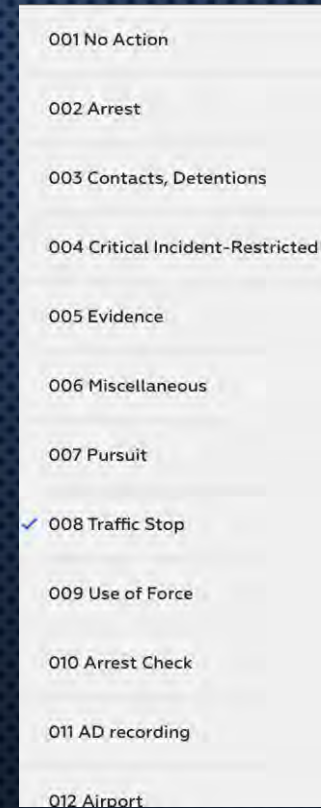 001 No Action
002 Arrest
003 Contacts, Detentions
004 Critical Incident-Restricted
005 Evidence
006 Miscellaneous
007 Pursuit
008 Traffic Stop
009 Use of Force
010 Arrest Check
011 AD recording
012 Airport